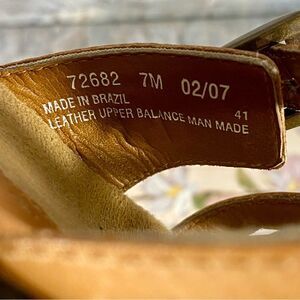 72682 7M 02/07
MADE IN BRAZIL 41
LEATHER UPPER BALANCE MAN MADE